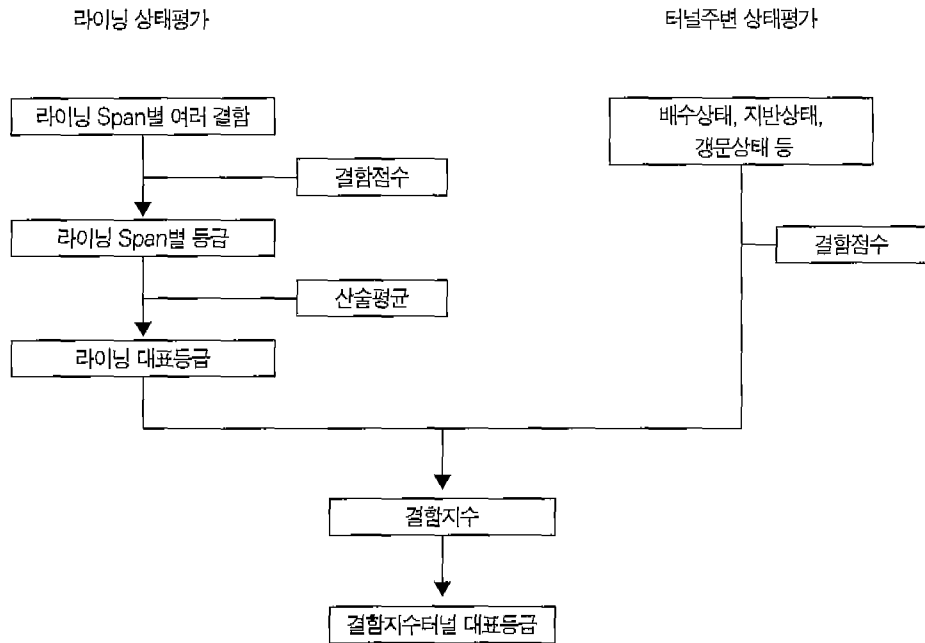 라이닝 상태평가
터널주변 상태평가
라이닝 Span별 여러 결함
배수상태, 지반상태,
갱문상태 등
결함점수
라이닝 Span별 등급
결함점수
산술평균
라이닝 대표등급
결함지수
결함지수터널 대표등급